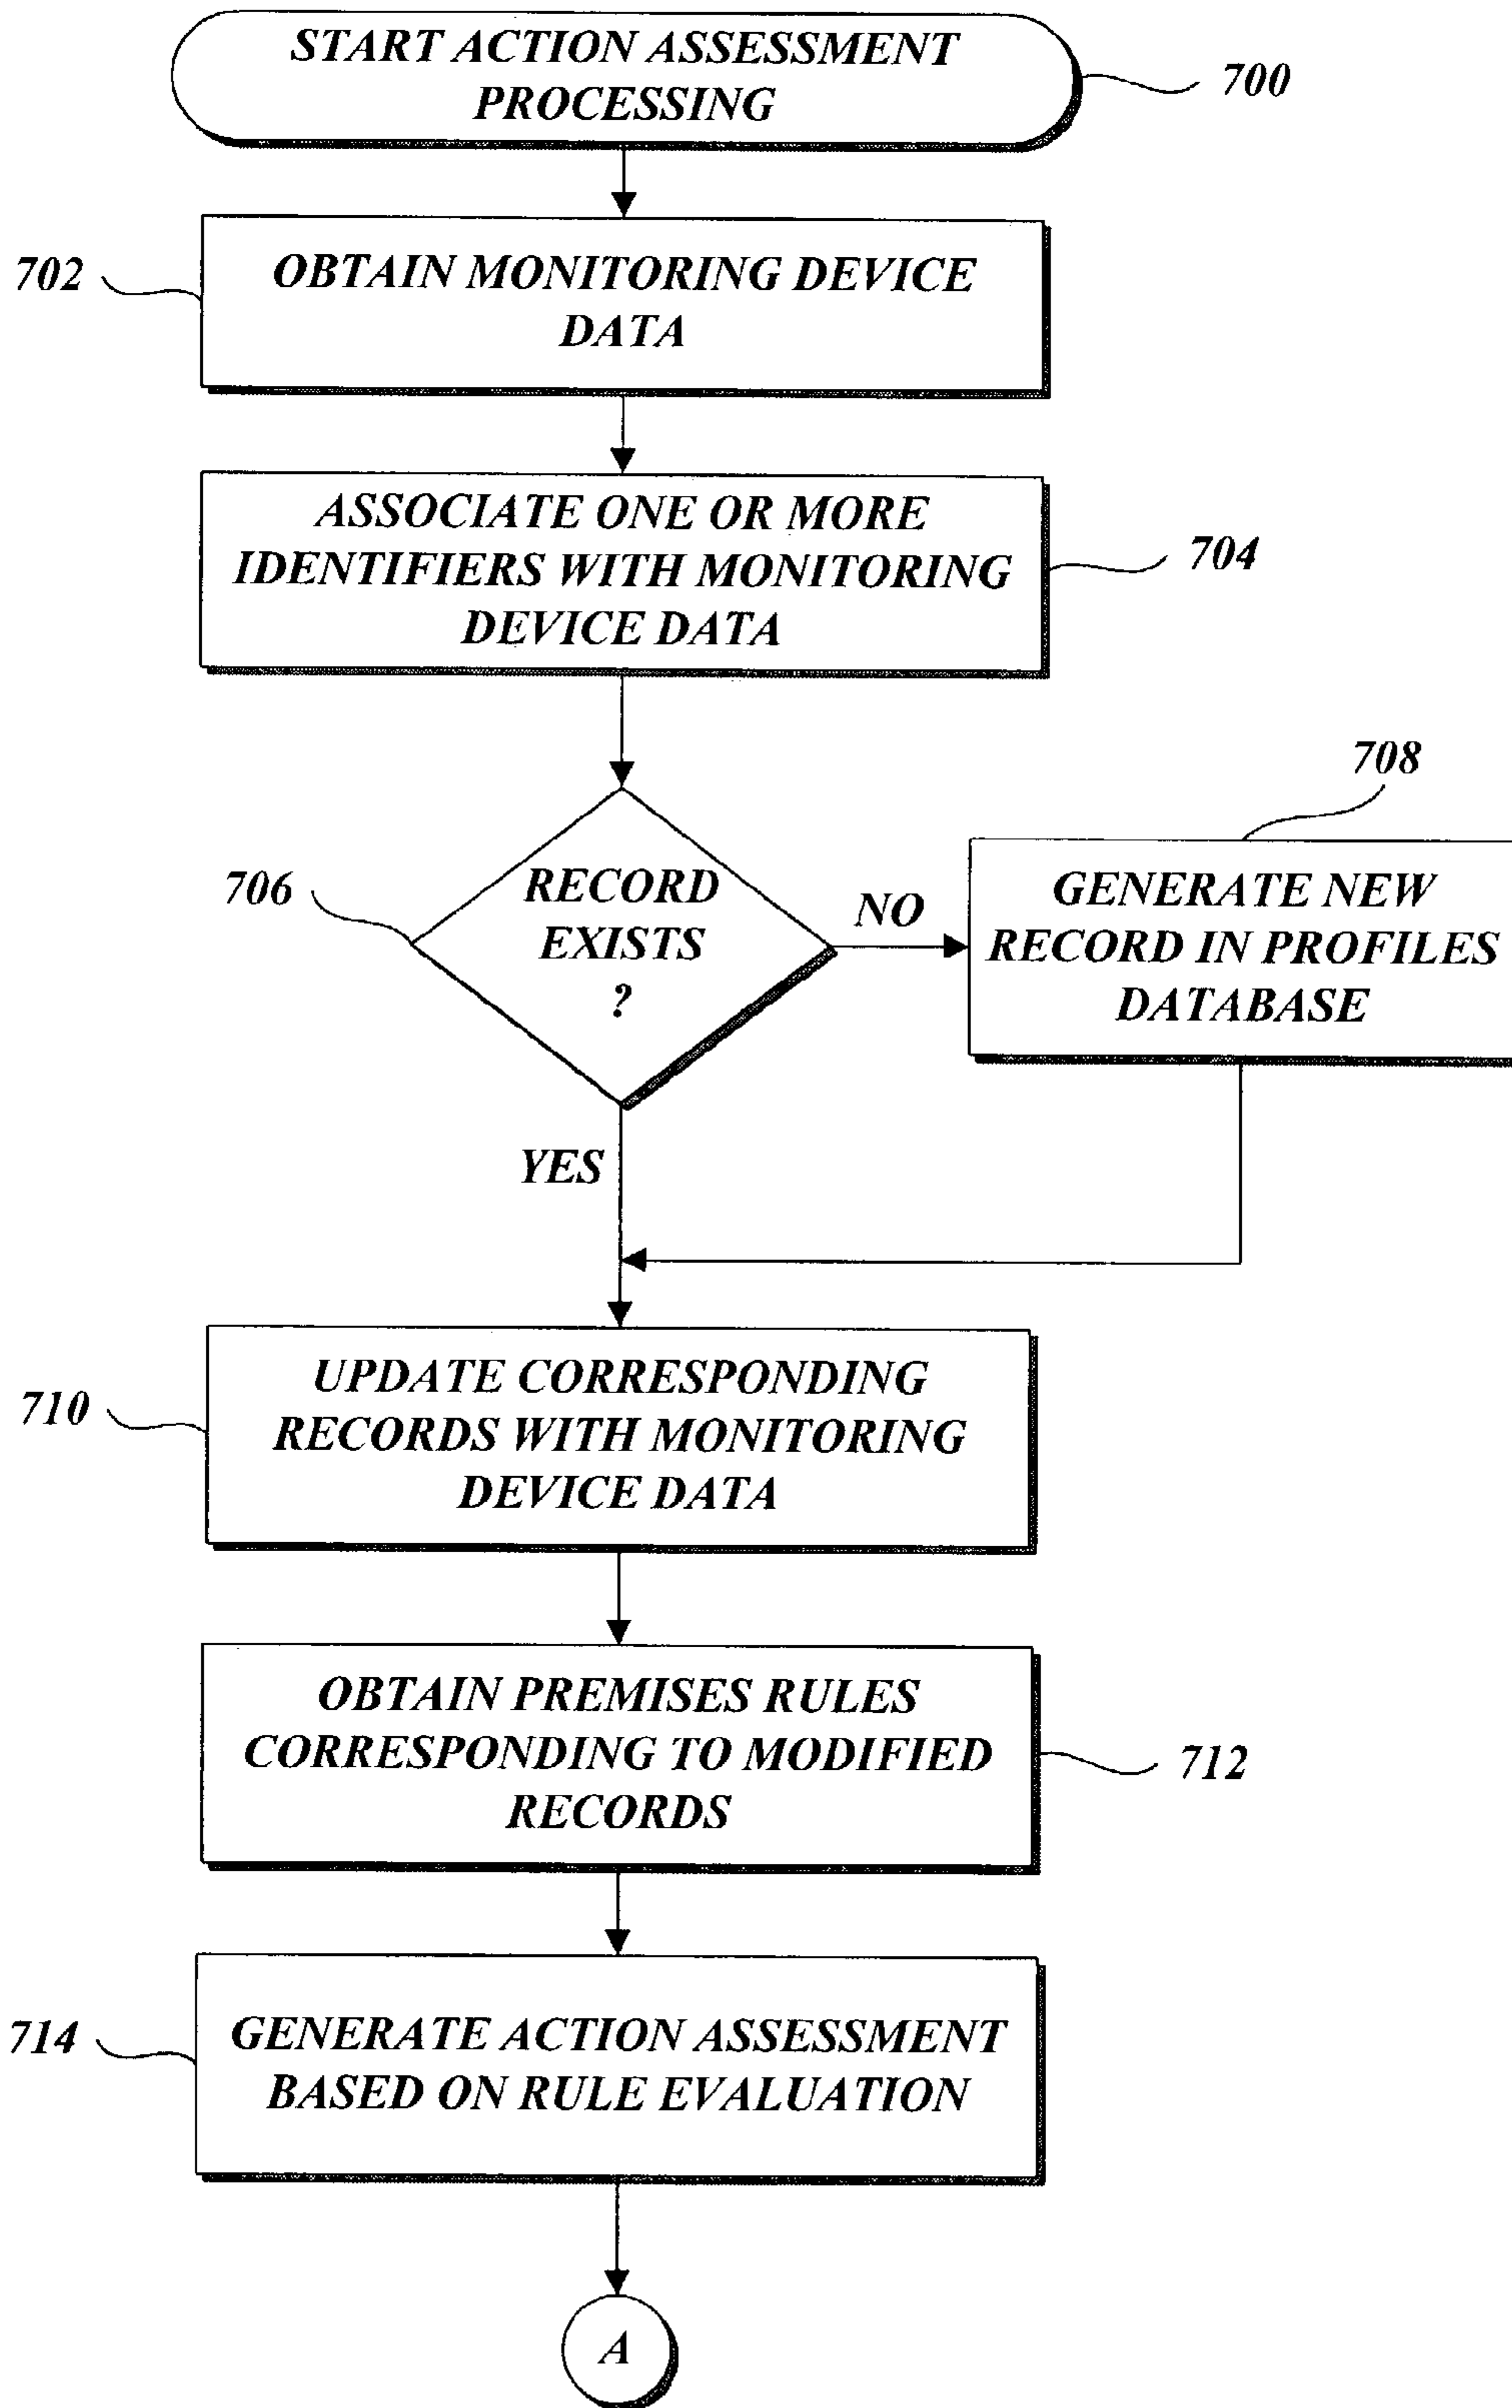 START ACTION ASSESSMENT
PROCESSING
700
702
OBTAIN MONITORING DEVICE
DATA
ASSOCIATE ONE OR MORE
IDENTIFIERS WITH MONITORING
DEVICE DATA
704
706
RECORD
EXISTS
?
NO
708
GENERATE NEW
RECORD IN PROFILES
DATABASE
YES
710
UPDATE CORRESPONDING
RECORDS WITH MONITORING
DEVICE DATA
OBTAIN PREMISES RULES
CORRESPONDING TO MODIFIED
RECORDS
712
714
GENERATE ACTION ASSESSMENT
BASED ON RULE EVALUATION
A